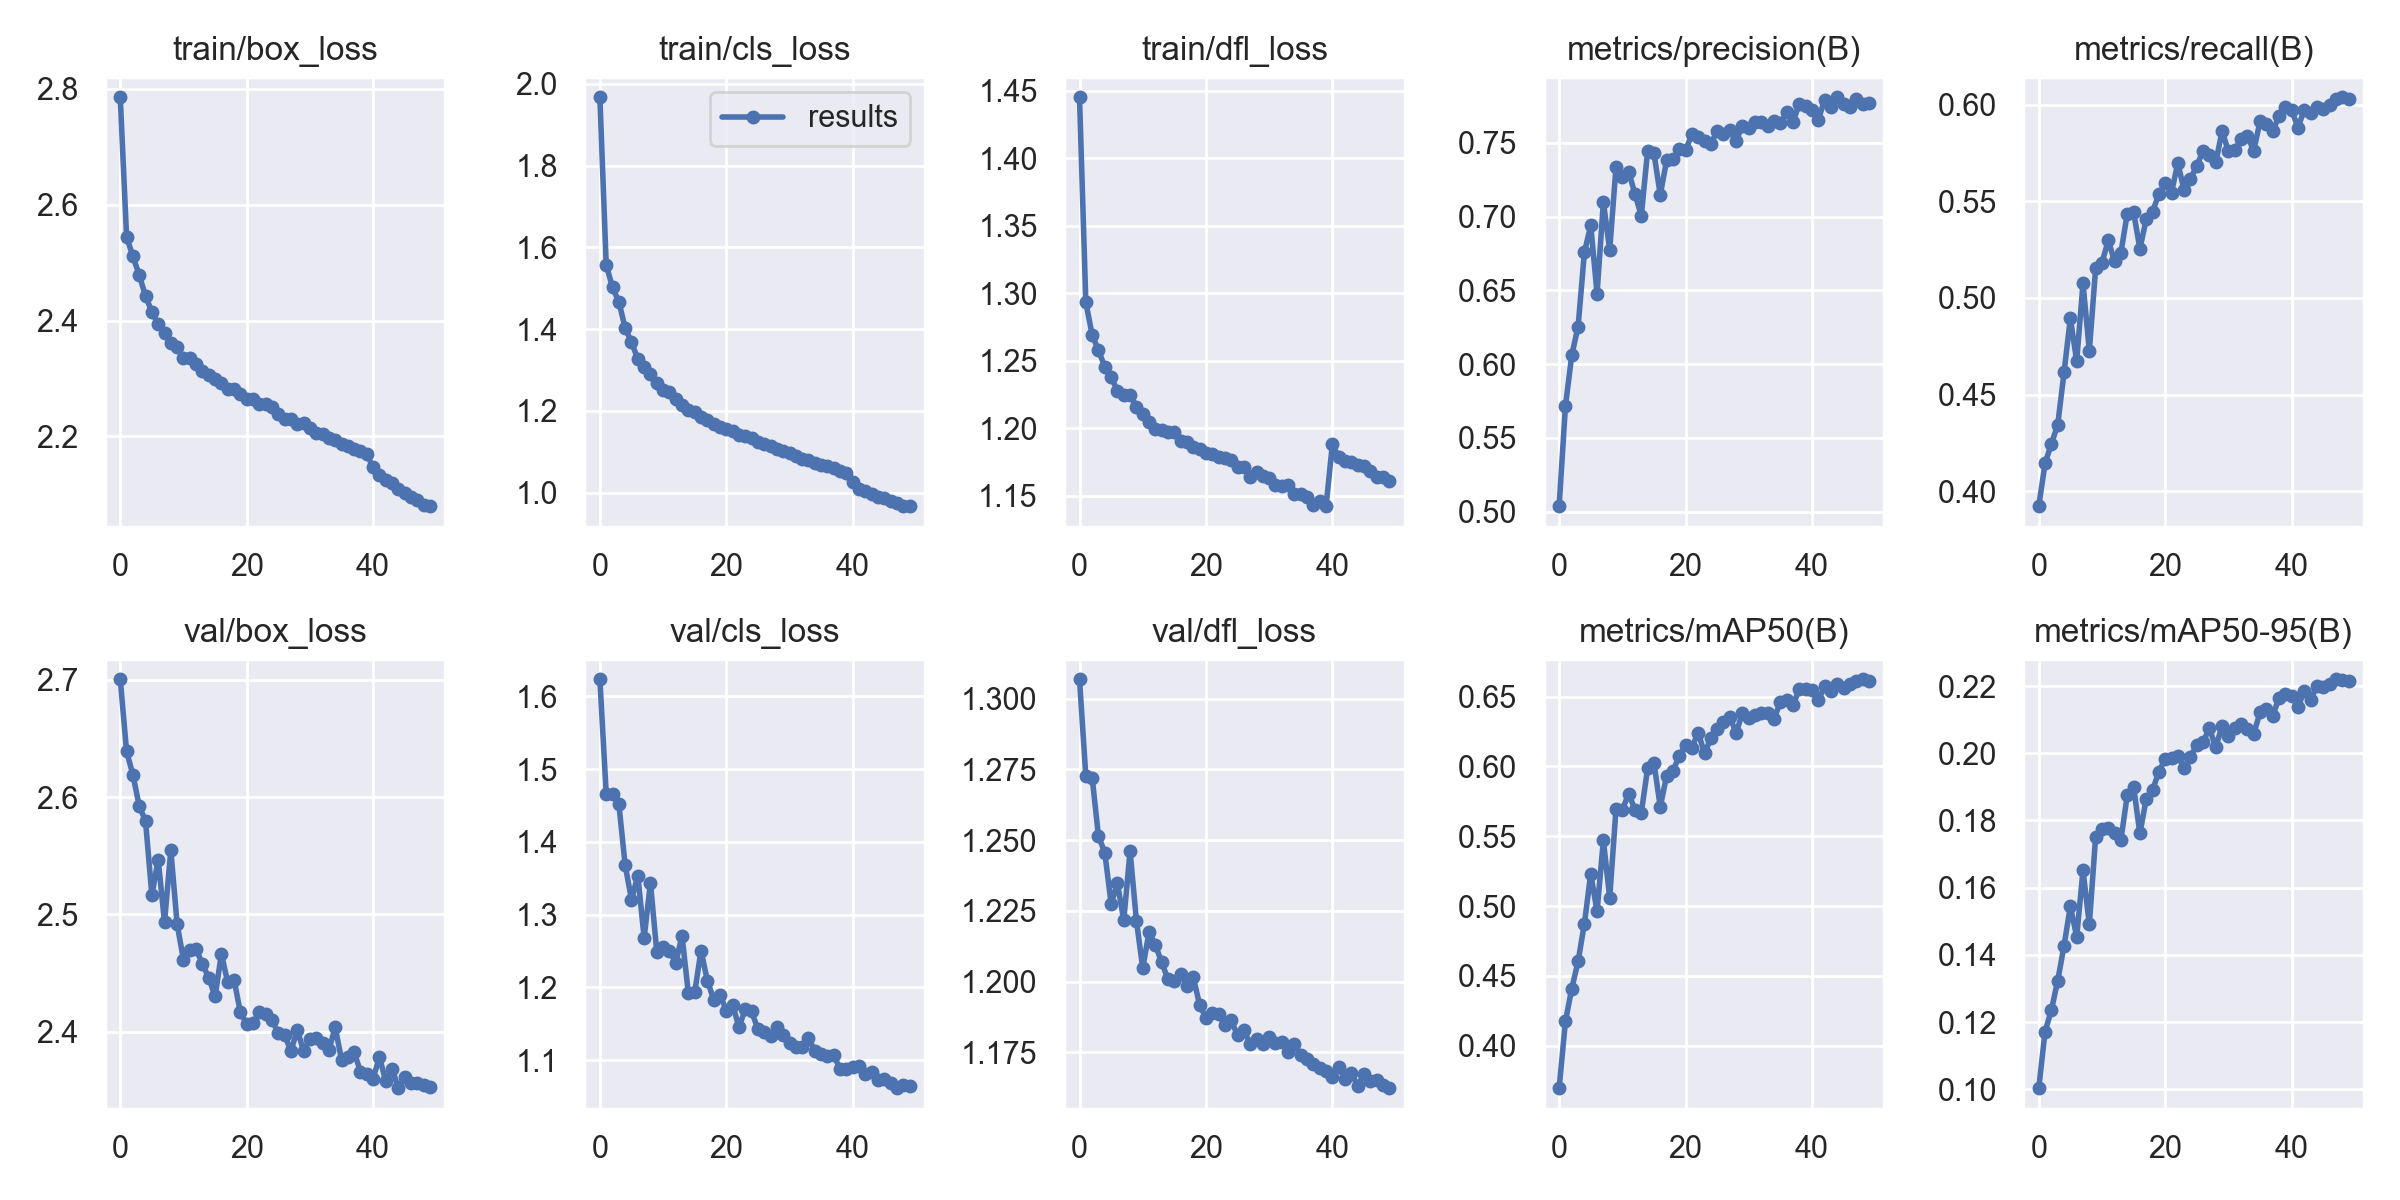 train/box_loss
2.8
2.6
2.4
2.2
0 20 40
train/cls_loss
results
2.0
1.8
1.6
1.4
1.2
1.0
0 20 40
train/dfl_loss
1.45
1.40
1.35
1.30
1.25
1.20
1.15
0 20 40
metrics/precision(B)
0.75
0.70
0.65
0.60
0.55
0.50
0 20 40
metrics/recall(B)
0.60
0.55
0.50
0.45
0.40
0 20 40
val/box_loss
2.7
2.6
2.5
2.4
0 20 40
val/cls_loss
1.6
1.5
1.4
1.3
1.2
1.1
0 20 40
val/dfl_loss
1.300
1.275
1.250
1.225
1.200
1.175
0 20 40
metrics/mAP50(B)
0.65
0.60
0.55
0.50
0.45
0.40
0 20 40
metrics/mAP50-95(B)
0.22
0.20
0.18
0.16
0.14
0.12
0.10
0 20 40